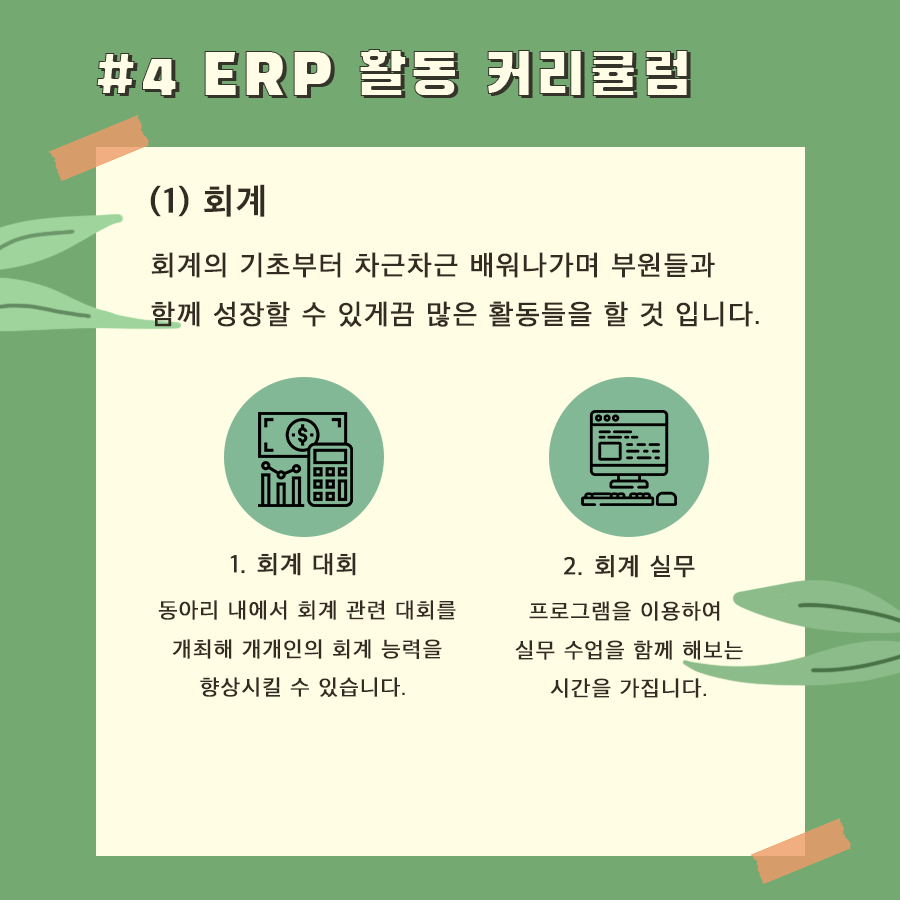 #4 ERP 활동 커리큘럼
(1) 회계
회계의 기초부터 차근차근 배워나가며 부원들과
함께 성장할 수 있게끔 많은 활동들을 할 것 입니다.
1. 회계 대회
동아리 내에서 회계 관련 대회를
개최해 개개인의 회계 능력을
향상시킬 수 있습니다.
2. 회계 실무
프로그램을 이용하여
실무 수업을 함께 해보는
시간을 가집니다.